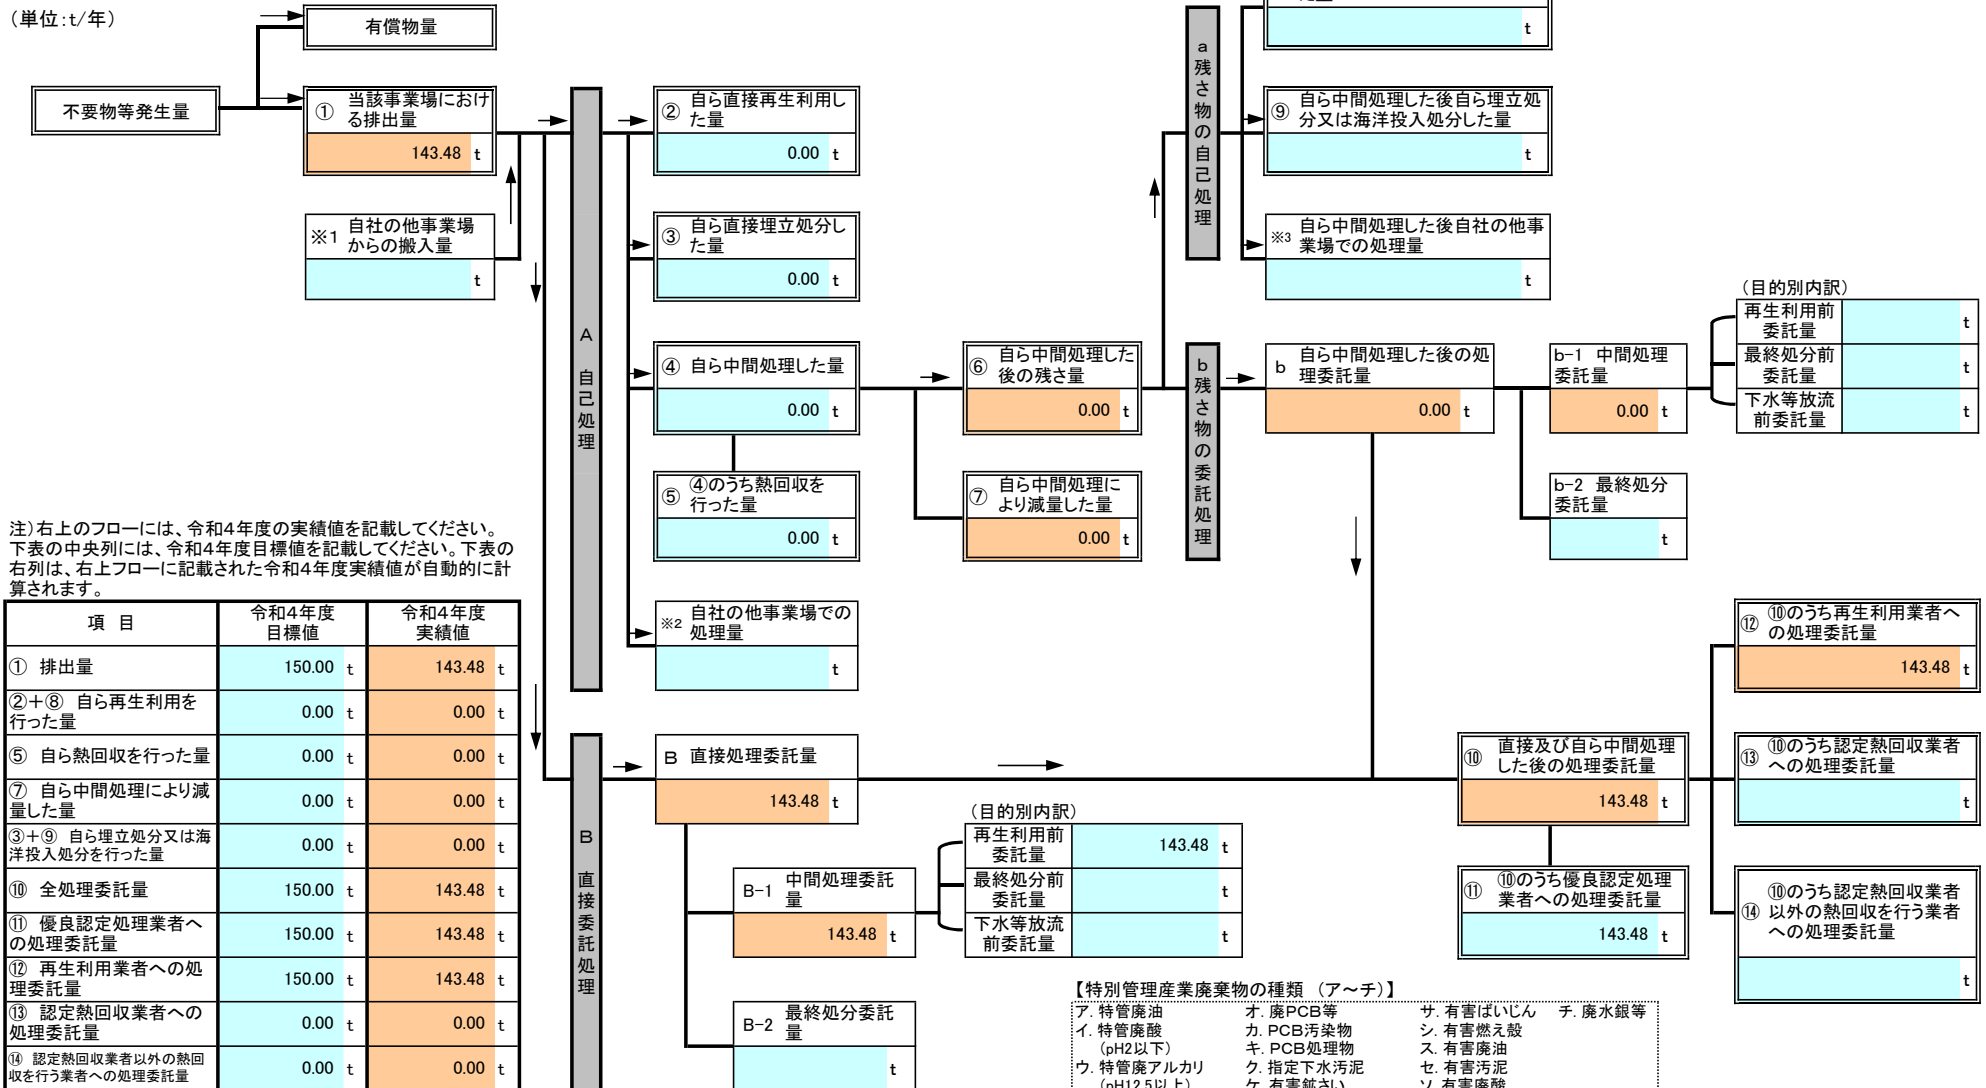 （単位：t/年）
有償物量
不要物等発生量
① 当該事業場におけ
る排出量
143.48 t
※1 自社の他事業場
からの搬入量
t
A 自己処理
② 自ら直接再生利用し
た量
0.00 t
③ 自ら直接埋立処分し
た量
0.00 t
④ 自ら中間処理した量
0.00 t
⑤ ④のうち熱回収を
行った量
0.00 t
※2 自社の他事業場での
処理量
t
⑥ 自ら中間処理した
後の残さ量
0.00 t
⑦ 自ら中間処理に
より減量した量
0.00 t
a 残さ物の自己処理
t
⑨ 自ら中間処理した後自ら埋立処
分又は海洋投入処分した量
t
※3 自ら中間処理した後自社の他事
業場での処理量
t
b 残さ物の委託処理
b 自ら中間処理した後の処
理委託量
0.00 t
b-1 中間処理
委託量
0.00 t
b-2 最終処分
委託量
t
（目的別内訳）
再生利用前
委託量
t
最終処分前
委託量
t
下水等放流
前委託量
t
注）右上のフローには、令和４年度の実績値を記載してください。
下表の中央列には、令和４年度目標値を記載してください。下表の
右列は、右上フローに記載された令和４年度実績値が自動的に計
算されます。
項 目 令和４年度
目標値 令和４年度
実績値
① 排出量 150.00 t 143.48 t
②＋⑧ 自ら再生利用を
行った量 0.00 t 0.00 t
⑤ 自ら熱回収を行った量 0.00 t 0.00 t
⑦ 自ら中間処理により減
量した量 0.00 t 0.00 t
③＋⑨ 自ら埋立処分又は海
洋投入処分を行った量 0.00 t 0.00 t
⑩ 全処理委託量 150.00 t 143.48 t
⑪ 優良認定処理業者へ
の処理委託量 150.00 t 143.48 t
⑫ 再生利用業者への処
理委託量 150.00 t 143.48 t
⑬ 認定熱回収業者への
処理委託量 0.00 t 0.00 t
⑭ 認定熱回収業者以外の熱回
収を行う業者への処理委託量 0.00 t 0.00 t
B 直接委託処理
B 直接処理委託量
143.48 t
B-1 中間処理委託
量
143.48 t
B-2 最終処分委託
量
t
（目的別内訳）
再生利用前
委託量
143.48 t
最終処分前
委託量
t
下水等放流
前委託量
t
⑩ 直接及び自ら中間処理
した後の処理委託量
143.48 t
⑪ ⑩のうち優良認定処理
業者への処理委託量
143.48 t
⑫ ⑩のうち再生利用業者へ
の処理委託量
143.48 t
⑬ ⑩のうち認定熱回収業者
への処理委託量
t
⑭ ⑩のうち認定熱回収業者
以外の熱回収を行う業者
への処理委託量
t
【特別管理産業廃棄物の種類 （ア～チ）】
ア. 特管廃油 オ. 廃PCB等 サ. 有害ばいじん チ. 廃水銀等
イ. 特管廃酸 カ. PCB汚染物 シ. 有害燃え殻
（pH2以下） キ. PCB処理物 ス. 有害廃油
ウ. 特管廃アルカリ ク. 指定下水汚泥 セ. 有害汚泥
（pH12.5以上） ケ. 有害鉱さい ソ. 有害廃酸